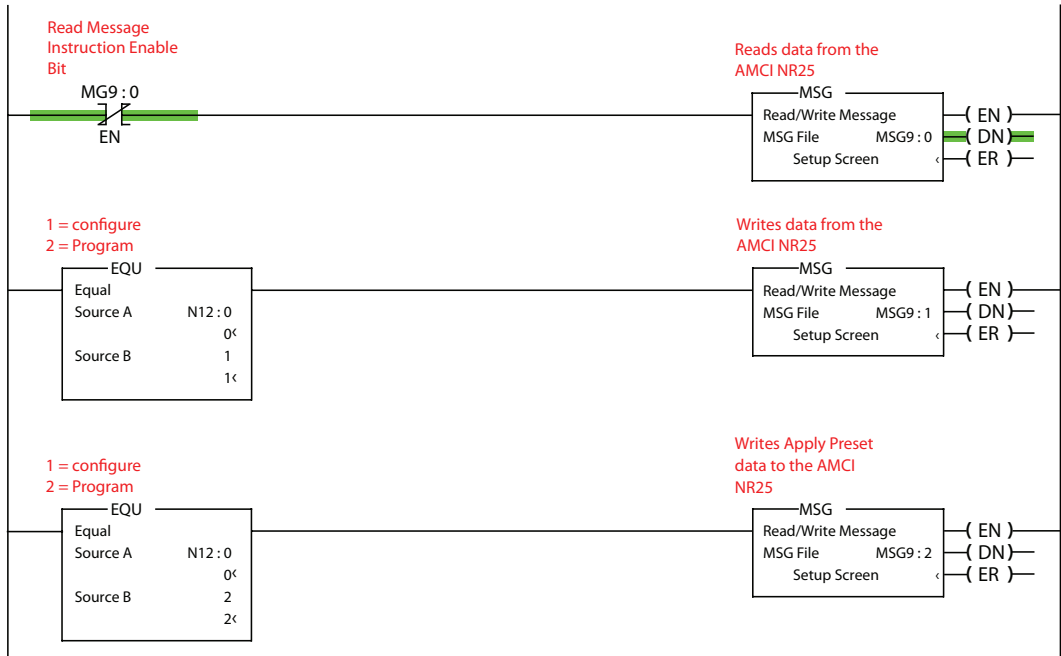 Read Message
Instruction Enable
Bit
MG9 : 0
EN
Reads data from the
AMCI NR25
MSG
Read/Write Message
MSG File MSG9 : 0
Setup Screen ‹
( EN )
( DN )
( ER )
1 = configure
2 = Program
EQU
Equal
Source A N12 : 0
0‹
Source B 1
1‹
Writes data from the
AMCI NR25
MSG
Read/Write Message
MSG File MSG9 : 1
Setup Screen ‹
( EN )
( DN )
( ER )
1 = configure
2 = Program
EQU
Equal
Source A N12 : 0
0‹
Source B 2
2‹
Writes Apply Preset
data to the AMCI
NR25
MSG
Read/Write Message
MSG File MSG9 : 2
Setup Screen ‹
( EN )
( DN )
( ER )